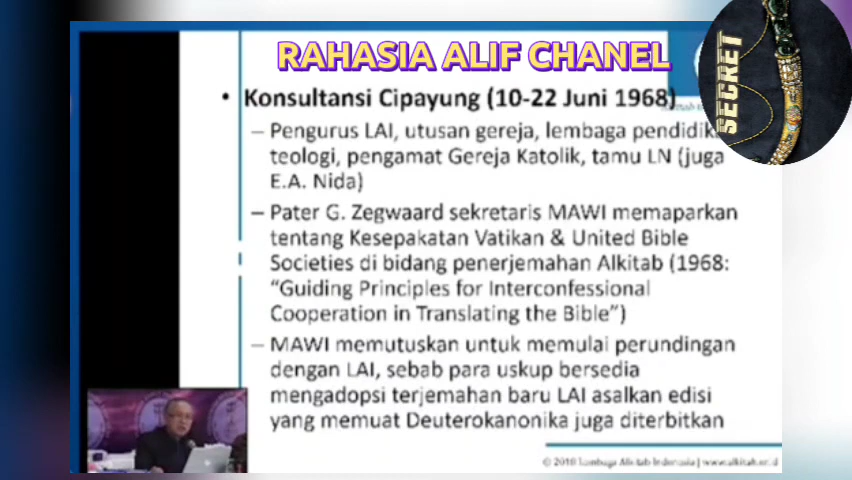 RAHASIA ALIF CHANEL
SECRET
• Konsultansi Cipayung (10-22 Juni 1968)
– Pengurus LAI, utusan gereja, lembaga pendidik
teologi, pengamat Gereja Katolik, tamu LN (juga
E.A. Nida)
– Pater G. Zegwaard sekretaris MAWI memaparkan
tentang Kesepakatan Vatikan & United Bible
Societies di bidang penerjemahan Alkitab (1968:
“Guiding Principles for Interconfessional
Cooperation in Translating the Bible”)
– MAWI memutuskan untuk memulai perundingan
dengan LAI, sebab para uskup bersedia
mengadopsi terjemahan baru LAI asalkan edisi
yang memuat Deuterokanonika juga diterbitkan
© 2010 Lembaga Alkitab Indonesia | www.alkitab.or.id